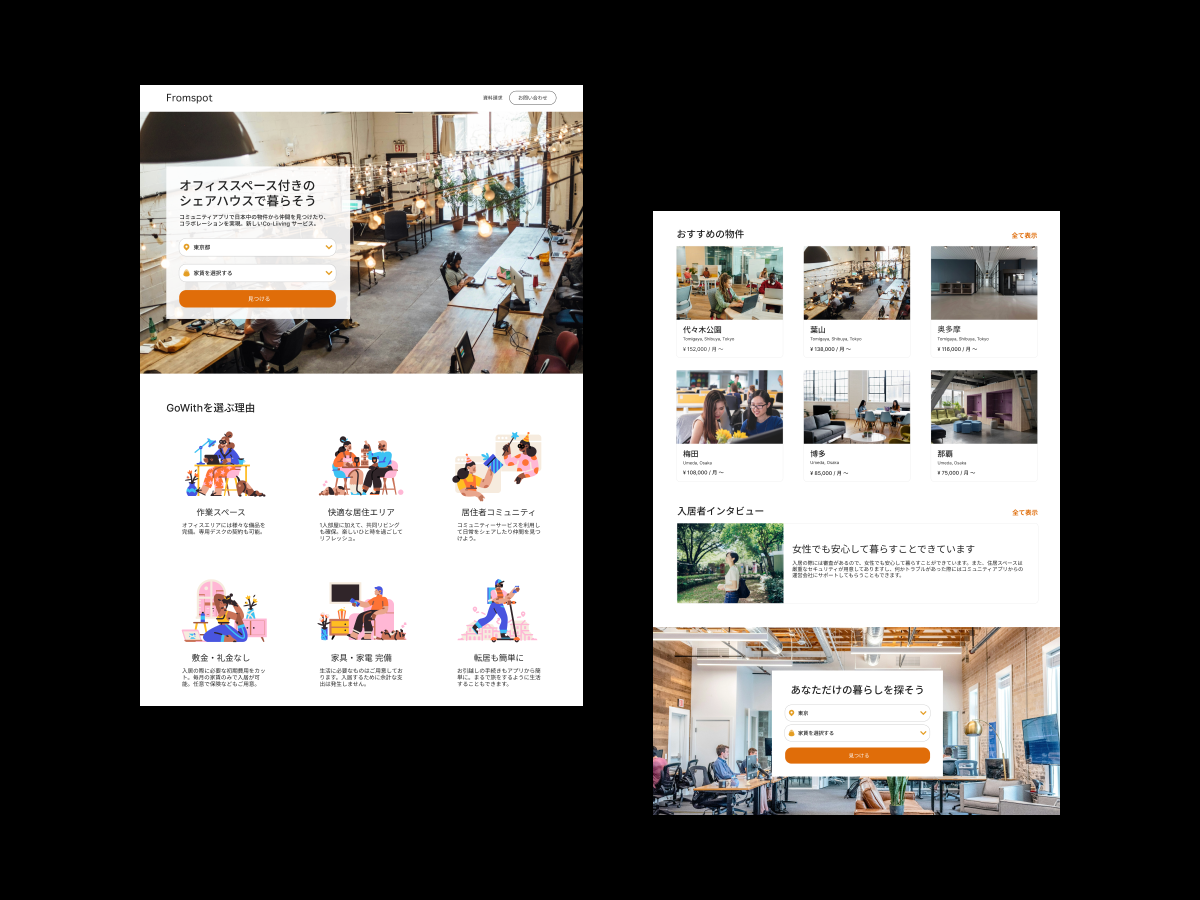 Fromspot
資料請求
お問い合わせ
EXIT
オフィススペース付きの
シェアハウスで暮らそう
コミュニティアプリで日本中の物件から仲間を見つけたり、
コラボレーションを実現。新しいCo-Living サービス。
東京都
家賃を選択する
見つける
GoWithを選ぶ理由
作業スペース
オフィスエリアには様々な備品を
完備。専用デスクの契約も可能。
快適な居住エリア
1人部屋に加えて、共同リビング
も確保。楽しいひと時を過ごして
リフレッシュ。
居住者コミュニティ
コミュニティーサービスを利用し
て日常をシェアしたり仲間を見つ
けよう。
敷金・礼金なし
入居の際に必要な初期費用をカッ
ト。毎月の家賃のみで入居が可
能。任意で保険などもご用意。
家具・家電 完備
生活に必要なものはご用意してお
ります。入居するために余計な支
出は発生しません。
転居も簡単に
お引越しの手続きもアプリから簡
単に。まるで旅をするように生活
することもできます。
おすすめの物件
全て表示
代々木公園
Tomigaya, Shibuya, Tokyo
¥ 152,000 / 月 〜
葉山
Tomigaya, Shibuya, Tokyo
¥ 138,000 / 月 〜
奥多摩
Tomigaya, Shibuya, Tokyo
¥ 116,000 / 月 〜
梅田
Umeda, Osaka
¥ 108,000 / 月 〜
博多
Umeda, Osaka
¥ 85,000 / 月 〜
那覇
Umeda, Osaka
¥ 75,000 / 月 〜
入居者インタビュー
全て表示
女性でも安心して暮らすことできています
入居の際には審査があるので、女性でも安心して暮らすことができています。また、住居スペースは
厳重なセキュリティが用意してありますし、何かトラブルがあった際にはコミュニティアプリからの
運営会社にサポートしてもらうこともできます。
あなただけの暮らしを探そう
東京
家賃を選択する
見つける